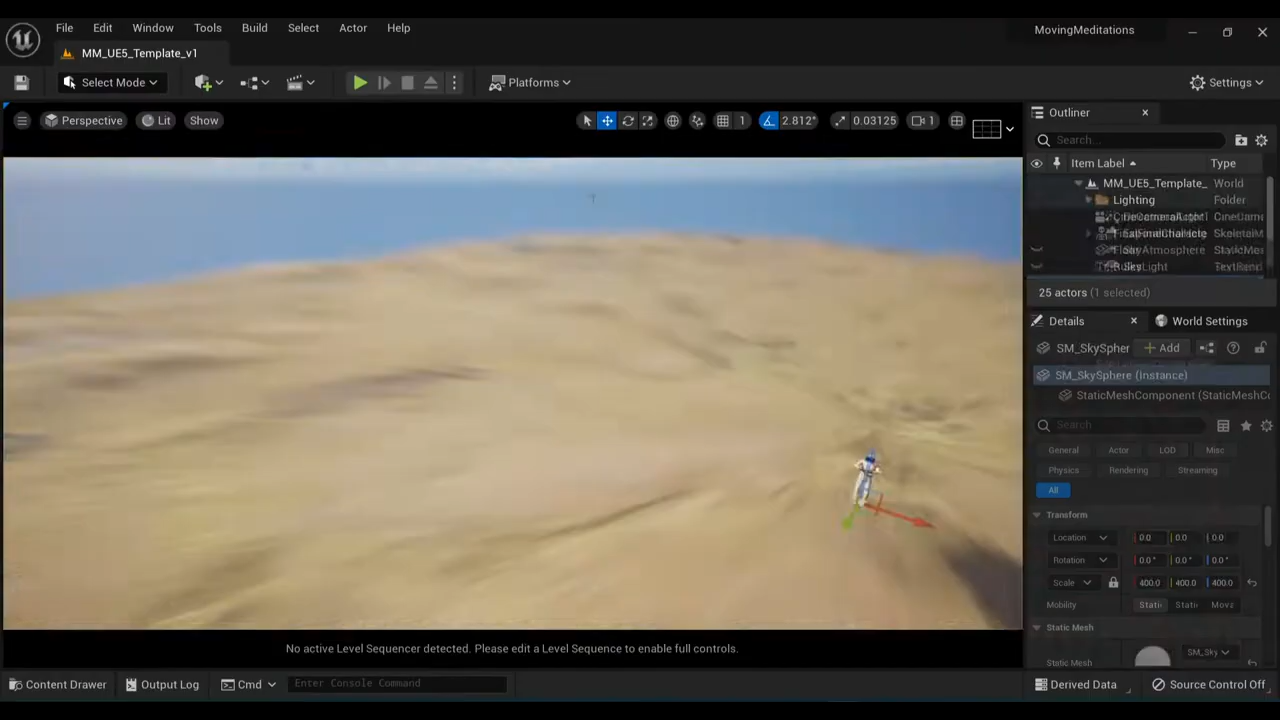 File Edit Window Tools Build Select Actor Help
MovingMeditations
MM_UE5_Template_v1
Select Mode
Platforms
Settings
Perspective
Lit
Show
1
2.812°
0.03125
1
Outliner
Search...
Item Label
Type
MM_UE5_Template_
World
Lighting
Folder
25 actors (1 selected)
Details
World Settings
SM_SkySpher
Add
SM_SkySphere (Instance)
StaticMeshComponent (StaticMeshCo
Search
General
Actor
LOD
Misc
Physics
Rendering
Streaming
All
Transform
Location
0.0
0.0
0.0
Rotation
0.0°
0.0°
0.0°
Scale
400.0
400.0
400.0
Mobility
Stati
Stati
Mova
Static Mesh
Static Mesh
SM_Sky
No active Level Sequencer detected. Please edit a Level Sequence to enable full controls.
Content Drawer
Output Log
Cmd
Enter Console Command
Derived Data
Source Control Off